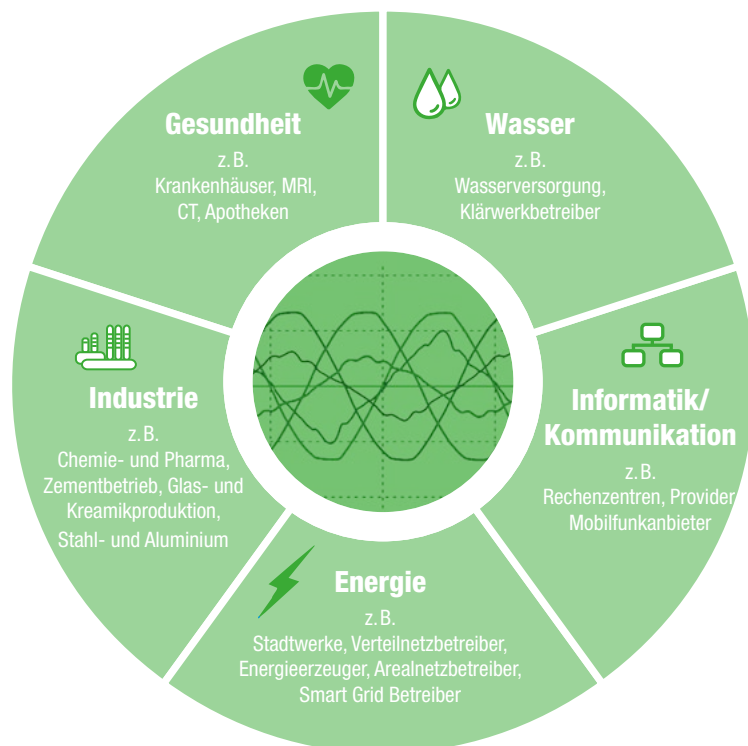 Gesundheit
z. B.
Krankenhäuser, MRI,
CT, Apotheken
Wasser
z. B.
Wasserversorgung,
Klärwerkbetreiber
Industrie
z. B.
Chemie- und Pharma,
Zementbetrieb, Glas- und
Kreamikproduktion,
Stahl- und Aluminium
Informatik/
Kommunikation
z. B.
Rechenzentren, Provider
Mobilfunkanbieter
Energie
z. B.
Stadtwerke, Verteilnetzbetreiber,
Energieerzeuger, Arealnetzbetreiber,
Smart Grid Betreiber